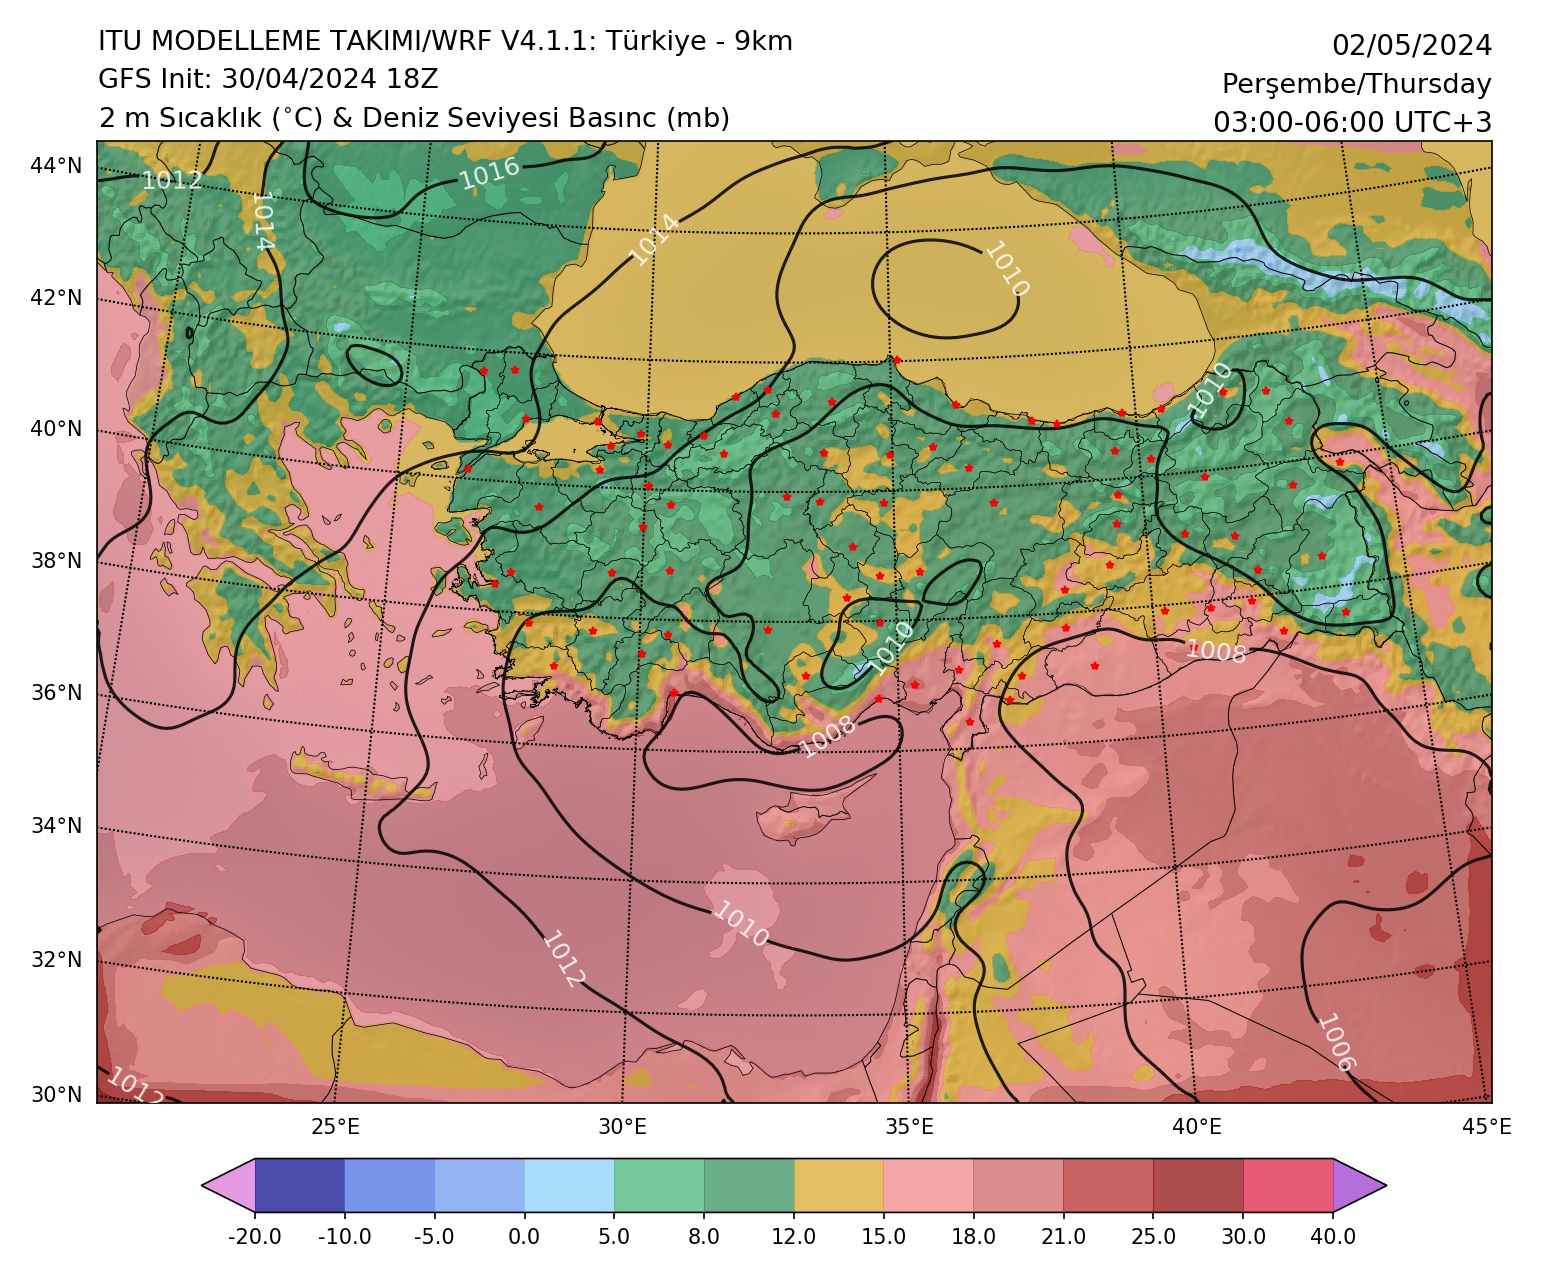 ITU MODELLEME TAKIMI/WRF V4.1.1: Türkiye - 9km
GFS Init: 30/04/2024 18Z
2 m Sıcaklık (°C) & Deniz Seviyesi Basınc (mb)
02/05/2024
Perşembe/Thursday
03:00-06:00 UTC+3
44°N
42°N
40°N
38°N
36°N
34°N
32°N
30°N
1012
1016
1014
1014
1010
1010
1010
1008
1008
1010
1012
1006
1012
25°E
30°E
35°E
40°E
45°E
-20.0
-10.0
-5.0
0.0
5.0
8.0
12.0
15.0
18.0
21.0
25.0
30.0
40.0